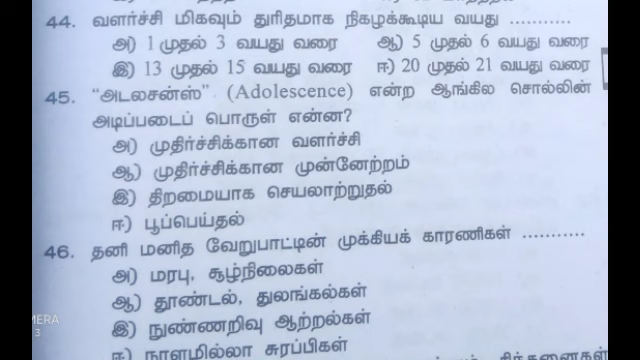 44. வளர்ச்சி மிகவும் துரிதமாக நிகழக்கூடிய வயது ..........
அ) 1 முதல் 3 வயது வரை ஆ) 5 முதல் 6 வயது வரை
இ) 13 முதல் 15 வயது வரை ஈ) 20 முதல் 21 வயது வரை
45. “அடலசன்ஸ்” (Adolescence) என்ற ஆங்கில சொல்லின்
அடிப்படைப் பொருள் என்ன?
அ) முதிர்ச்சிக்கான வளர்ச்சி
ஆ) முதிர்ச்சிக்கான முன்னேற்றம்
இ) திறமையாக செயலாற்றுதல்
ஈ) பூப்பெய்தல்
46. தனி மனித வேறுபாட்டின் முக்கியக் காரணிகள் ...........
அ) மரபு, சூழ்நிலைகள்
ஆ) தூண்டல், துலங்கல்கள்
இ) நுண்ணறிவு ஆற்றல்கள்
ஈ) நாளமில்லா சுரப்பிகள்